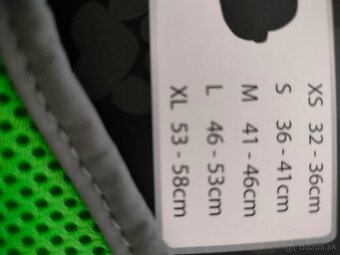 XS 32 - 36cm
S 36 - 41cm
M 41 - 46cm
L 46 - 53cm
XL 53 - 58cm